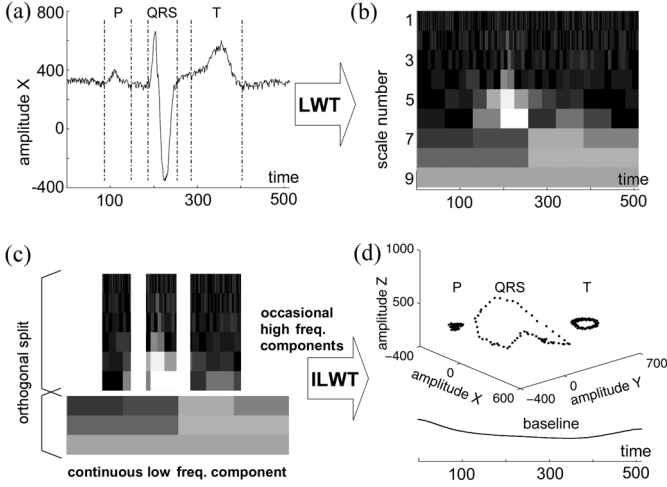 (a)
P QRS T
800
400
0
-400
amplitude X
time
0
100
300
500
LWT
(b)
1
3
5
7
9
scale number
time
100
300
500
(c)
orthogonal split
occasional
high freq.
components
continuous low freq. component
ILWT
(d)
1000
500
-400
amplitude Z
P QRS T
0
600
amplitude X
-400
0
700
amplitude Y
baseline
time
100
300
500